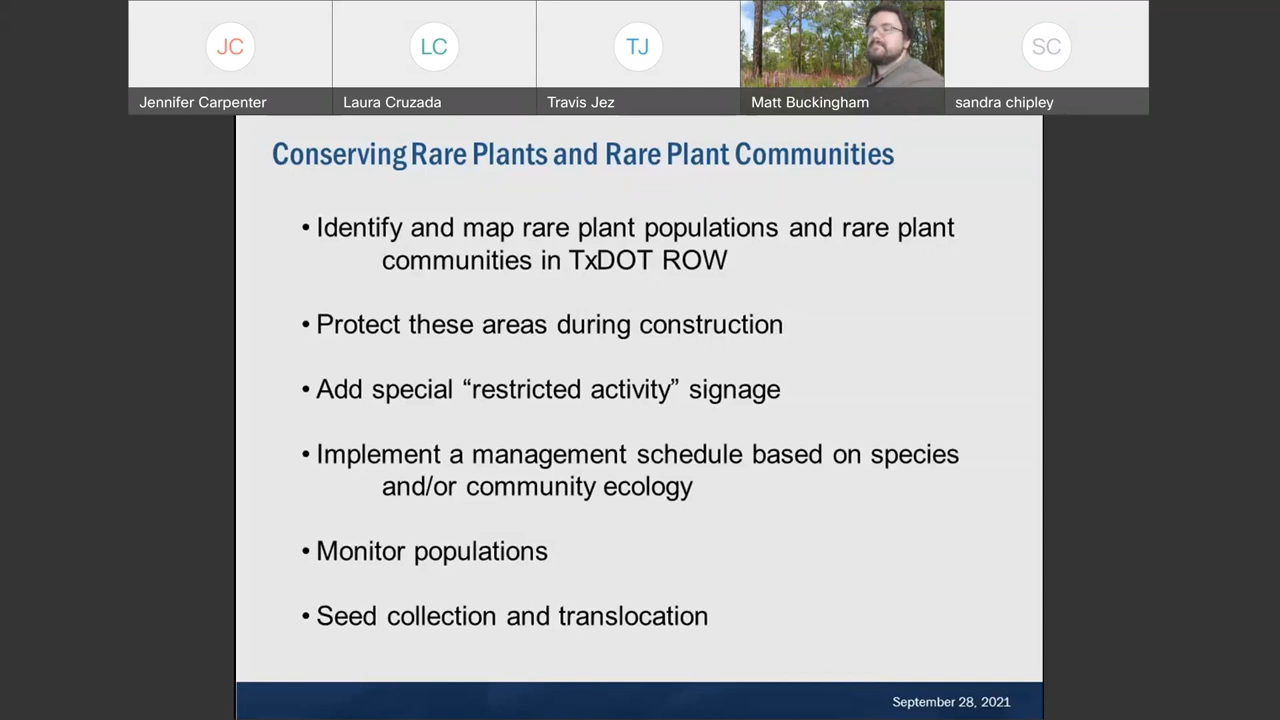 JC
LC
TJ
SC
Jennifer Carpenter
Laura Cruzada
Travis Jez
Matt Buckingham
sandra chipley
Conserving Rare Plants and Rare Plant Communities
• Identify and map rare plant populations and rare plant
communities in TxDOT ROW
• Protect these areas during construction
• Add special “restricted activity” signage
• Implement a management schedule based on species
and/or community ecology
• Monitor populations
• Seed collection and translocation
September 28, 2021